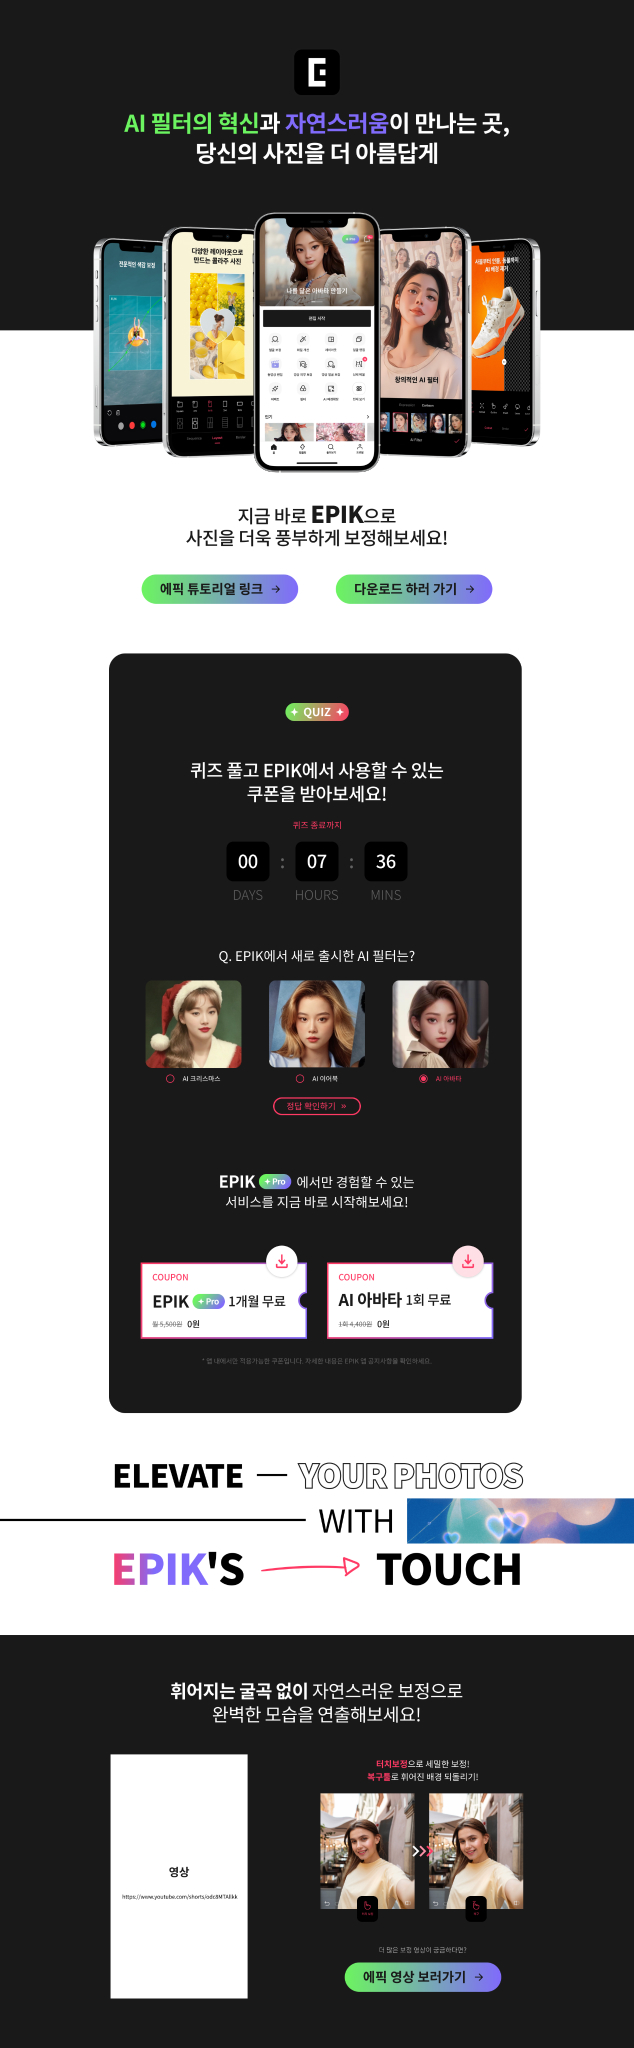 AI 필터의 혁신과 자연스러움이 만나는 곳,
당신의 사진을 더 아름답게
전문적인 색감 보정
다양한 레이아웃으로
만드는 콜라주 사진
나를 닮은 아바타 만들기
편집 시작
창의적인 AI 필터
AI 배경 제거
지금 바로 EPIK으로
사진을 더욱 풍부하게 보정해보세요!
에픽 튜토리얼 링크 →
다운로드 하러 가기 →
QUIZ
퀴즈 풀고 EPIK에서 사용할 수 있는
쿠폰을 받아보세요!
퀴즈 종료까지
00 : 07 : 36
DAYS HOURS MINS
Q. EPIK에서 새로 출시한 AI 필터는?
AI 크리스마스
AI 이어북
AI 아바타
정답 확인하기 »
EPIK Pro 에서만 경험할 수 있는
서비스를 지금 바로 시작해보세요!
COUPON
EPIK Pro 1개월 무료
월 5,500원 0원
COUPON
AI 아바타 1회 무료
1회 4,400원 0원
* 앱 내에서만 적용가능한 쿠폰입니다. 자세한 내용은 EPIK 앱 공지사항을 확인하세요.
ELEVATE — YOUR PHOTOS
WITH
EPIK'S TOUCH
휘어지는 굴곡 없이 자연스러운 보정으로
완벽한 모습을 연출해보세요!
영상
터치보정으로 세밀한 보정!
복구툴로 휘어진 배경 되돌리기!
더 많은 보정 영상이 궁금하다면?
에픽 영상 보러가기 →